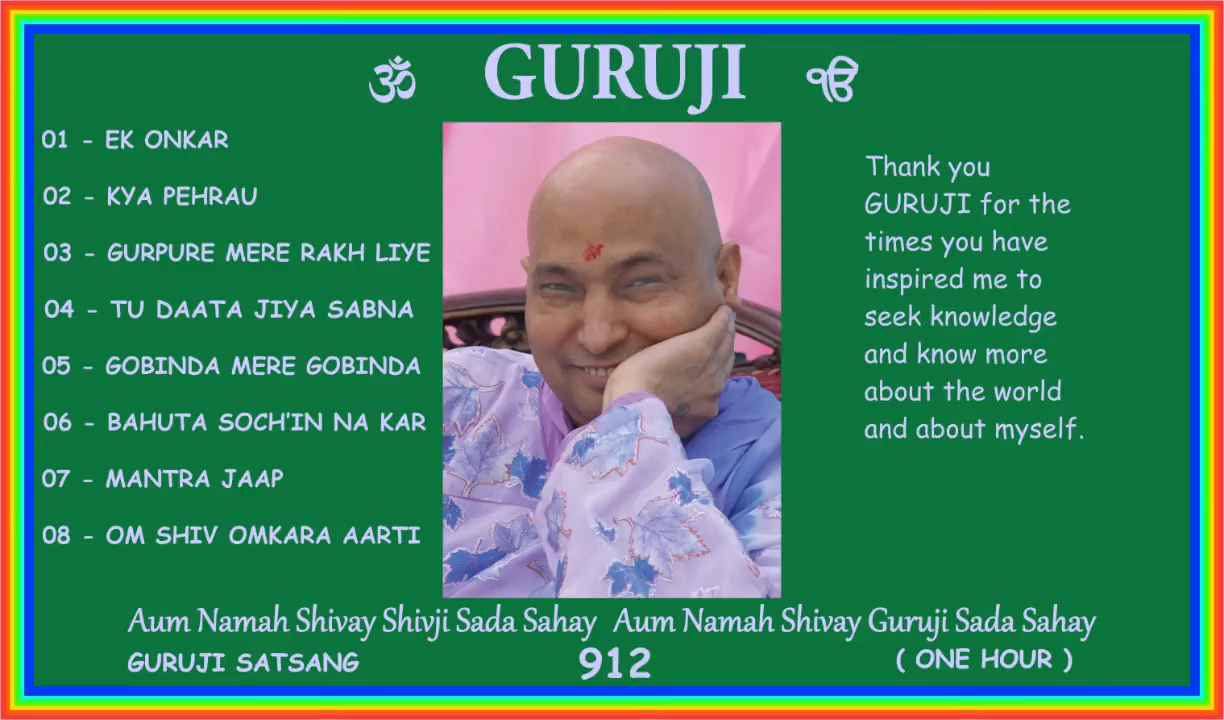 ॐ GURUJI ੴ
01 - EK ONKAR
02 - KYA PEHRAU
03 - GURPURE MERE RAKH LIYE
04 - TU DAATA JIYA SABNA
05 - GOBINDA MERE GOBINDA
06 - BAHUTA SOCH'IN NA KAR
07 - MANTRA JAAP
08 - OM SHIV OMKARA AARTI
Thank you
GURUJI for the
times you have
inspired me to
seek knowledge
and know more
about the world
and about myself.
Aum Namah Shivay Shivji Sada Sahay Aum Namah Shivay Guruji Sada Sahay
GURUJI SATSANG 912 ( ONE HOUR )